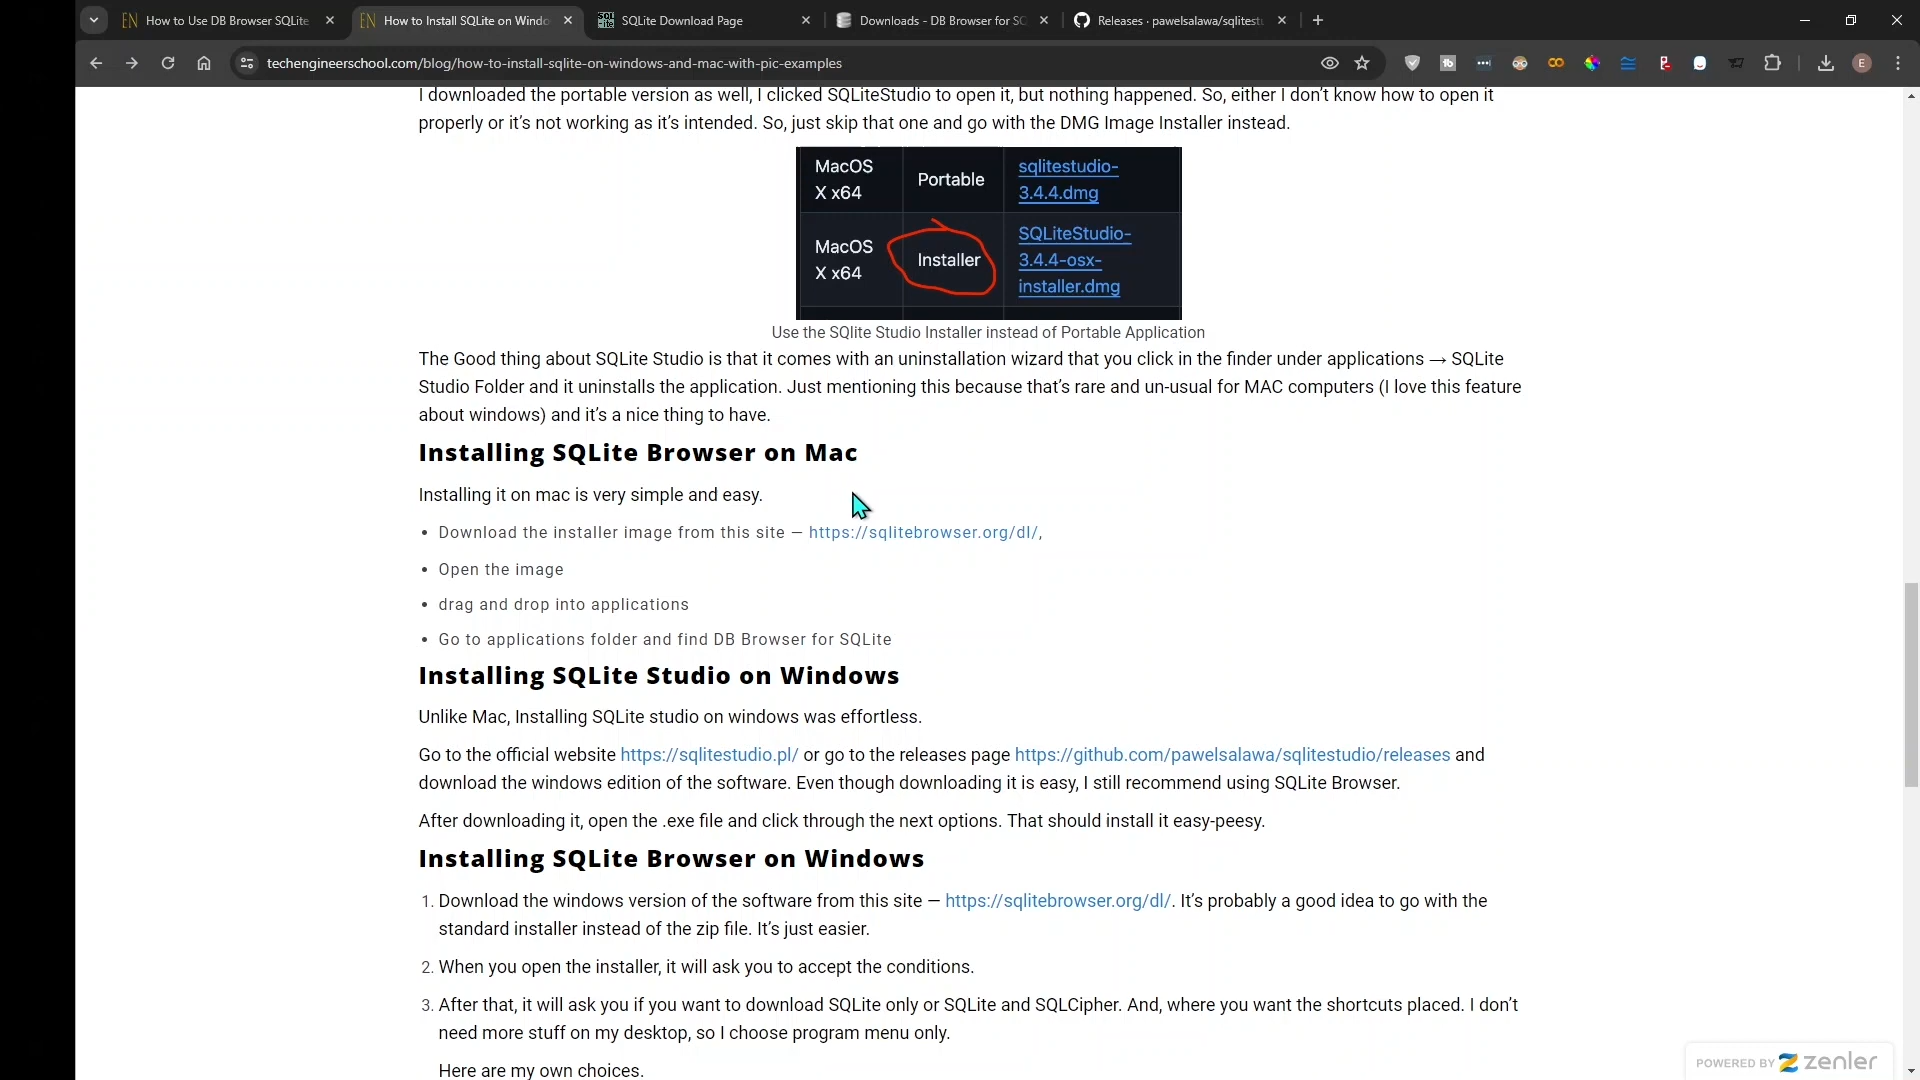 How to Use DB Browser SQLite
How to Install SQLite on Windo
SQLite Download Page
Downloads - DB Browser for SQ
Releases · pawelsalawa/sqlitestu
techengineerschool.com/blog/how-to-install-sqlite-on-windows-and-mac-with-pic-examples
E
I downloaded the portable version as well, I clicked SQLiteStudio to open it, but nothing happened. So, either I don’t know how to open it
properly or it’s not working as it’s intended. So, just skip that one and go with the DMG Image Installer instead.
MacOS X x64 Portable sqlitestudio-3.4.4.dmg
MacOS X x64 Installer SQLiteStudio-3.4.4-osx-installer.dmg
Use the SQlite Studio Installer instead of Portable Application
The Good thing about SQLite Studio is that it comes with an uninstallation wizard that you click in the finder under applications → SQLite
Studio Folder and it uninstalls the application. Just mentioning this because that’s rare and un-usual for MAC computers (I love this feature
about windows) and it’s a nice thing to have.
Installing SQLite Browser on Mac
Installing it on mac is very simple and easy.
• Download the installer image from this site — https://sqlitebrowser.org/dl/,
• Open the image
• drag and drop into applications
• Go to applications folder and find DB Browser for SQLite
Installing SQLite Studio on Windows
Unlike Mac, Installing SQLite studio on windows was effortless.
Go to the official website https://sqlitestudio.pl/ or go to the releases page https://github.com/pawelsalawa/sqlitestudio/releases and
download the windows edition of the software. Even though downloading it is easy, I still recommend using SQLite Browser.
After downloading it, open the .exe file and click through the next options. That should install it easy-peesy.
Installing SQLite Browser on Windows
1. Download the windows version of the software from this site — https://sqlitebrowser.org/dl/. It’s probably a good idea to go with the
standard installer instead of the zip file. It’s just easier.
2. When you open the installer, it will ask you to accept the conditions.
3. After that, it will ask you if you want to download SQLite only or SQLite and SQLCipher. And, where you want the shortcuts placed. I don’t
need more stuff on my desktop, so I choose program menu only.
Here are my own choices.
POWERED BY zenler